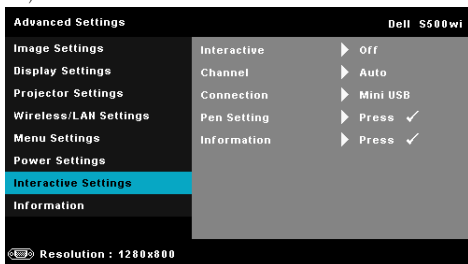 Advanced Settings Dell S500wi
Image Settings Interactive Off
Display Settings Channel Auto
Projector Settings Connection Mini USB
Wireless/LAN Settings Pen Setting Press
Menu Settings Information Press
Power Settings
Interactive Settings
Information
Resolution : 1280x800